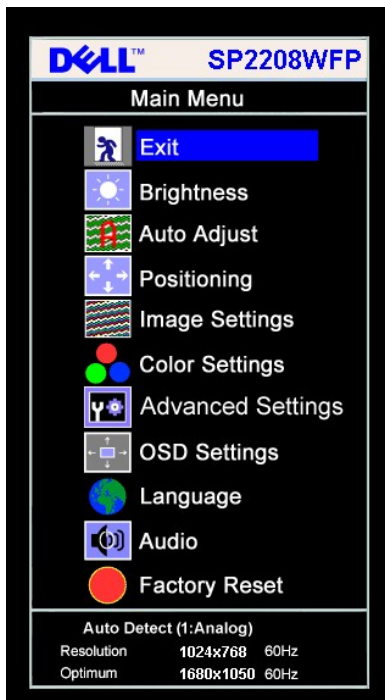 DELL™ SP2208WFP
Main Menu
Exit
Brightness
Auto Adjust
Positioning
Image Settings
Color Settings
Advanced Settings
OSD Settings
Language
Audio
Factory Reset
Auto Detect (1:Analog)
Resolution 1024x768 60Hz
Optimum 1680x1050 60Hz